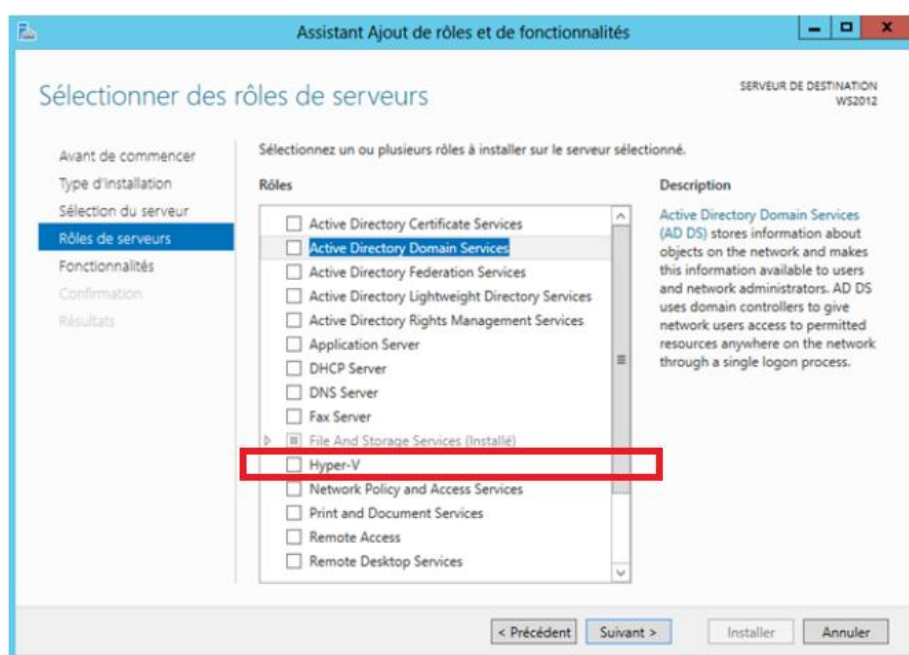 Assistant Ajout de rôles et de fonctionnalités
Sélectionner des rôles de serveurs
SERVEUR DE DESTINATION
WS2012
Avant de commencer
Type d'installation
Sélection du serveur
Rôles de serveurs
Fonctionnalités
Confirmation
Résultats
Sélectionnez un ou plusieurs rôles à installer sur le serveur sélectionné.
Rôles
Active Directory Certificate Services
Active Directory Domain Services
Active Directory Federation Services
Active Directory Lightweight Directory Services
Active Directory Rights Management Services
Application Server
DHCP Server
DNS Server
Fax Server
File And Storage Services (Installé)
Hyper-V
Network Policy and Access Services
Print and Document Services
Remote Access
Remote Desktop Services
Description
Active Directory Domain Services
(AD DS) stores information about
objects on the network and makes
this information available to users
and network administrators. AD DS
uses domain controllers to give
network users access to permitted
resources anywhere on the network
through a single logon process.
< Précédent
Suivant >
Installer
Annuler